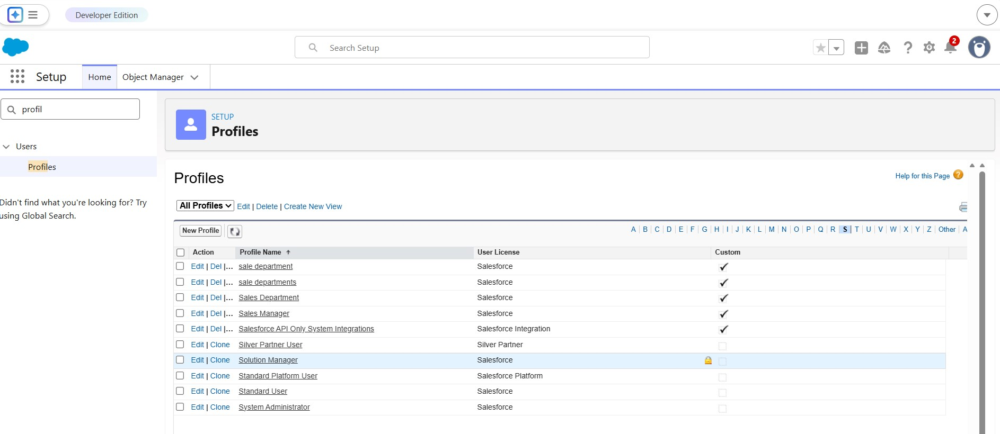 Developer Edition
Search Setup
2
Setup Home Object Manager
profil
Users
Profiles
Didn't find what you're looking for? Try
using Global Search.
SETUP
Profiles
Profiles
Help for this Page ?
All Profiles Edit | Delete | Create New View
New Profile A | B | C | D | E | F | G | H | I | J | K | L | M | N | O | P | Q | R | S | T | U | V | W | X | Y | Z | Other | A
Action Profile Name User License Custom
Edit | Del |... sale department Salesforce
Edit | Del |... sale departments Salesforce
Edit | Del |... Sales Department Salesforce
Edit | Del |... Sales Manager Salesforce
Edit | Del |... Salesforce API Only System Integrations Salesforce Integration
Edit | Clone Silver Partner User Silver Partner
Edit | Clone Solution Manager Salesforce
Edit | Clone Standard Platform User Salesforce Platform
Edit | Clone Standard User Salesforce
Edit | Clone System Administrator Salesforce